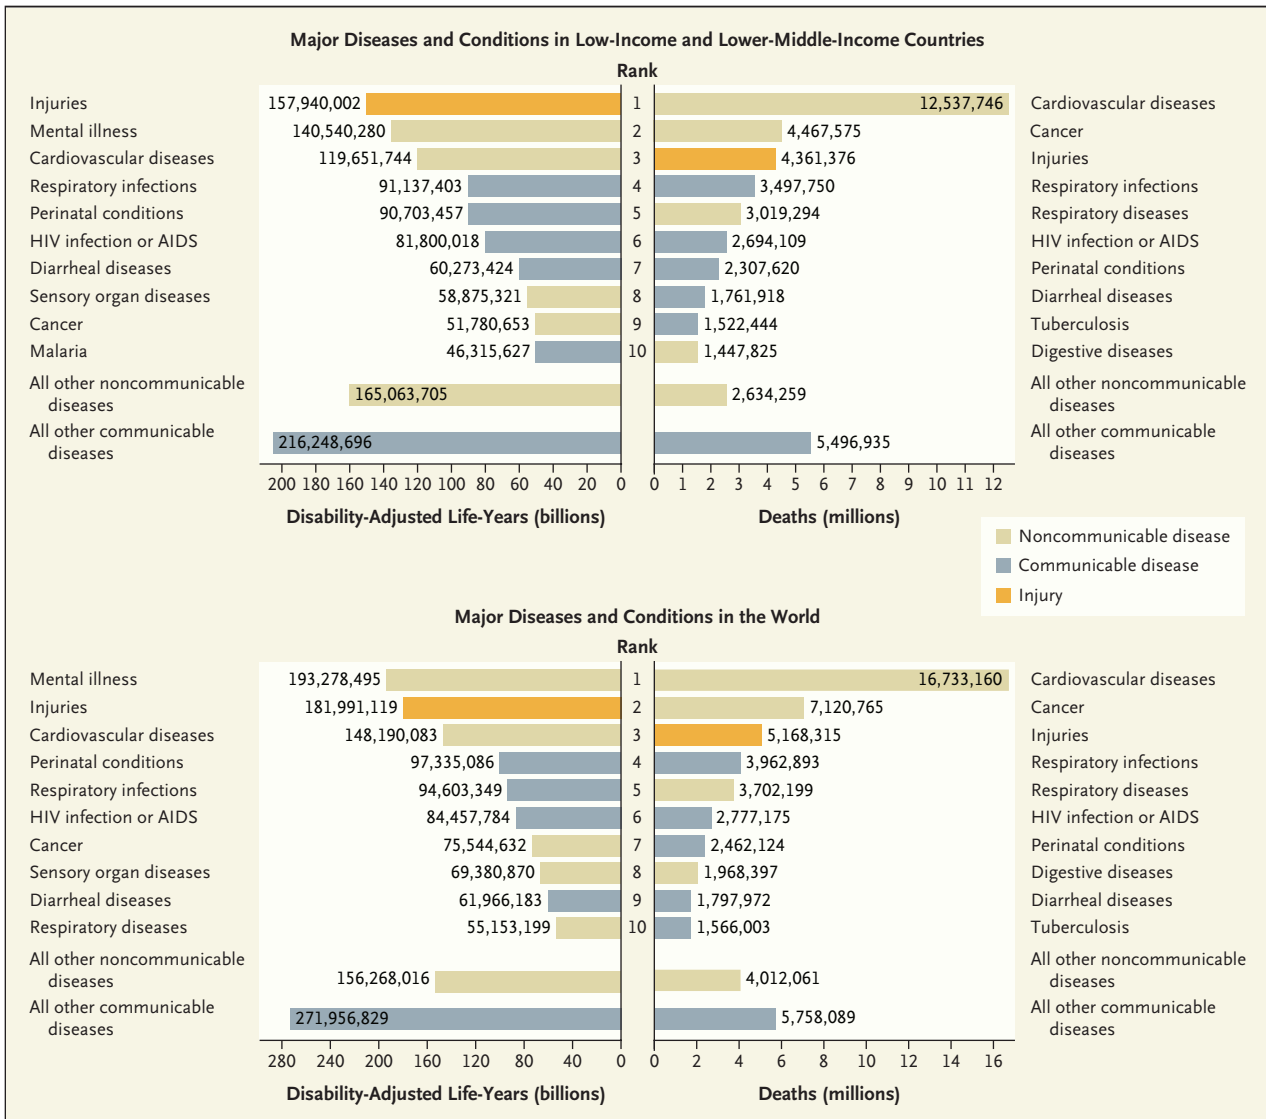 Major Diseases and Conditions in Low-Income and Lower-Middle-Income Countries
Rank
Injuries 157,940,002 1 12,537,746 Cardiovascular diseases
Mental illness 140,540,280 2 4,467,575 Cancer
Cardiovascular diseases 119,651,744 3 4,361,376 Injuries
Respiratory infections 91,137,403 4 3,497,750 Respiratory infections
Perinatal conditions 90,703,457 5 3,019,294 Respiratory diseases
HIV infection or AIDS 81,800,018 6 2,694,109 HIV infection or AIDS
Diarrheal diseases 60,273,424 7 2,307,620 Perinatal conditions
Sensory organ diseases 58,875,321 8 1,761,918 Diarrheal diseases
Cancer 51,780,653 9 1,522,444 Tuberculosis
Malaria 46,315,627 10 1,447,825 Digestive diseases
All other noncommunicable diseases 165,063,705 2,634,259 All other noncommunicable diseases
All other communicable diseases 216,248,696 5,496,935 All other communicable diseases
200 180 160 140 120 100 80 60 40 20 0 0 1 2 3 4 5 6 7 8 9 10 11 12
Disability-Adjusted Life-Years (billions) Deaths (millions)
Noncommunicable disease
Communicable disease
Injury
Major Diseases and Conditions in the World
Rank
Mental illness 193,278,495 1 16,733,160 Cardiovascular diseases
Injuries 181,991,119 2 7,120,765 Cancer
Cardiovascular diseases 148,190,083 3 5,168,315 Injuries
Perinatal conditions 97,335,086 4 3,962,893 Respiratory infections
Respiratory infections 94,603,349 5 3,702,199 Respiratory diseases
HIV infection or AIDS 84,457,784 6 2,777,175 HIV infection or AIDS
Cancer 75,544,632 7 2,462,124 Perinatal conditions
Sensory organ diseases 69,380,870 8 1,968,397 Digestive diseases
Diarrheal diseases 61,966,183 9 1,797,972 Diarrheal diseases
Respiratory diseases 55,153,199 10 1,566,003 Tuberculosis
All other noncommunicable diseases 156,268,016 4,012,061 All other noncommunicable diseases
All other communicable diseases 271,956,829 5,758,089 All other communicable diseases
280 240 200 160 120 80 40 0 0 2 4 6 8 10 12 14 16
Disability-Adjusted Life-Years (billions) Deaths (millions)